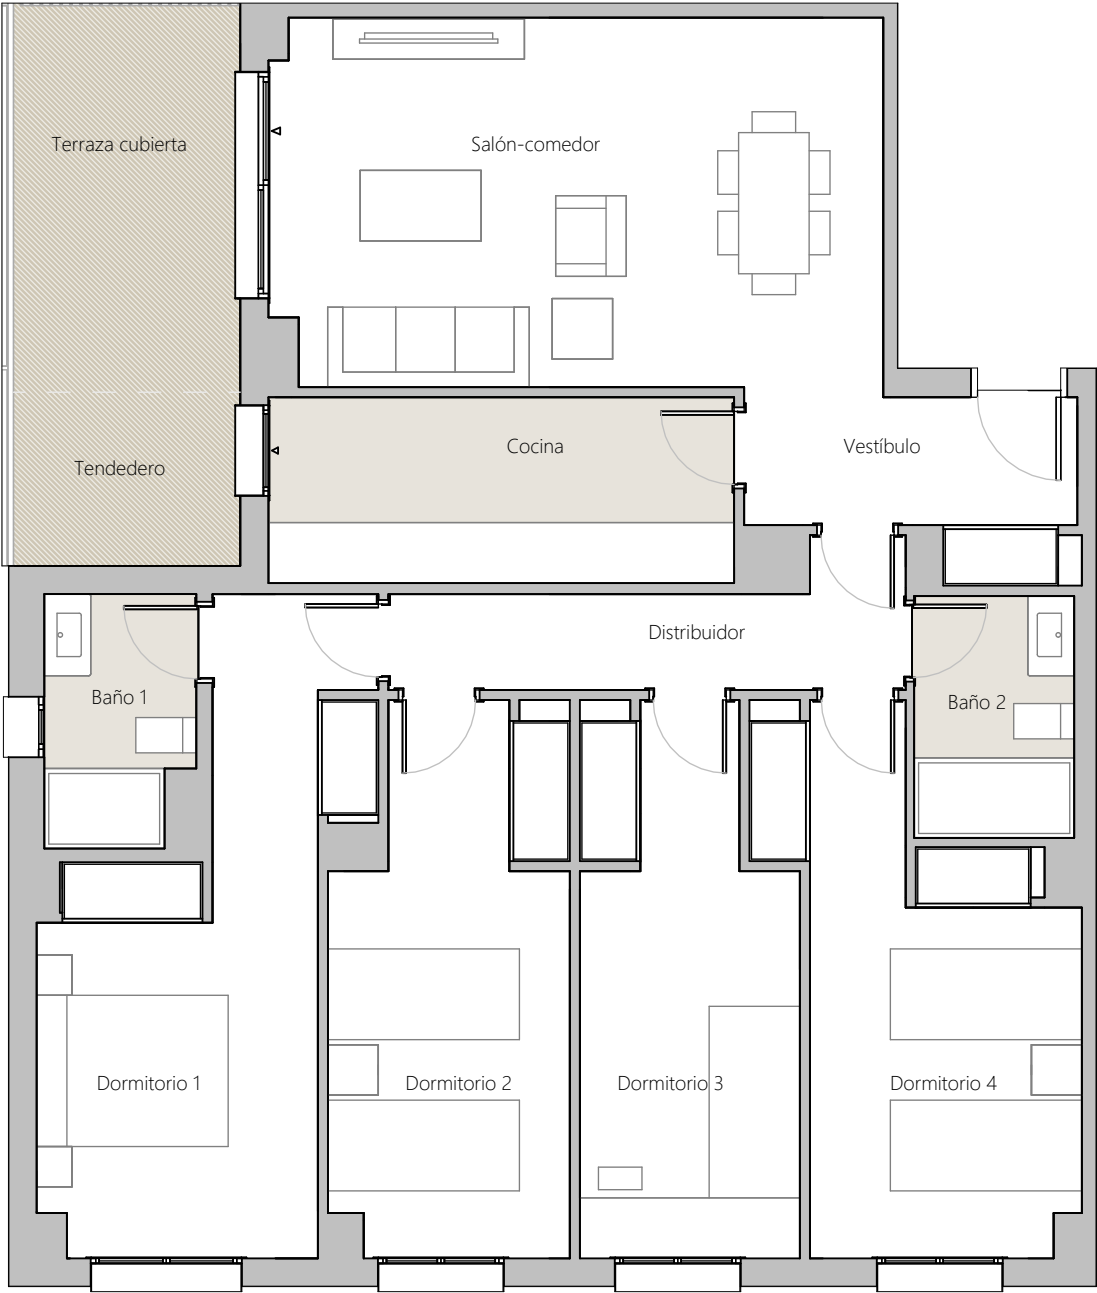 Terraza cubierta
Salón-comedor
Cocina
Vestíbulo
Tendedero
Distribuidor
Baño 1
Baño 2
Dormitorio 1
Dormitorio 2
Dormitorio 3
Dormitorio 4